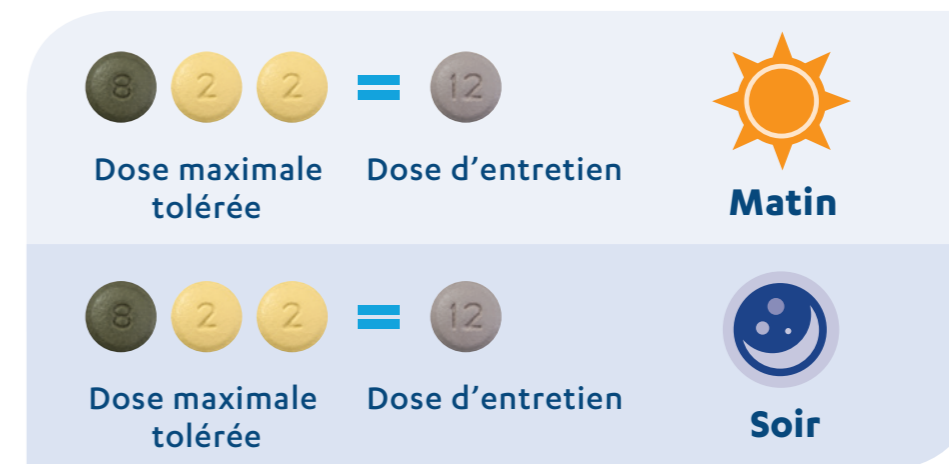 8 2 2 = 12
Dose maximale
tolérée
Dose d'entretien
Matin
8 2 2 = 12
Dose maximale
tolérée
Dose d'entretien
Soir